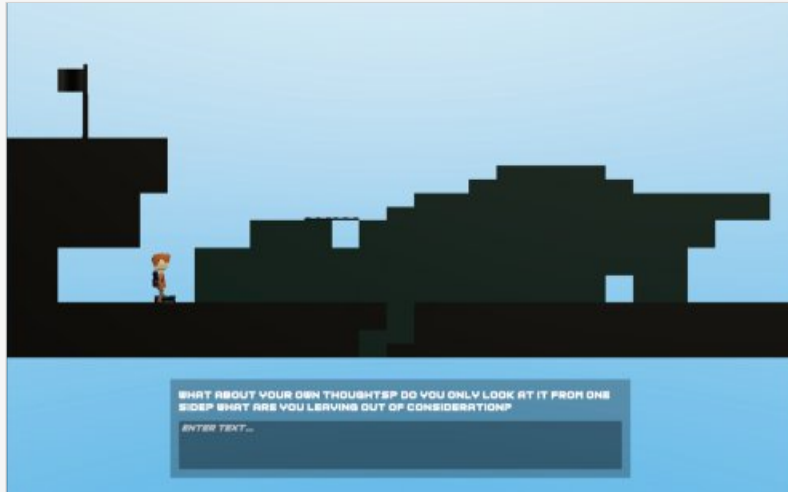 WHAT ABOUT YOUR OWN THOUGHTS? DO YOU ONLY LOOK AT IT FROM ONE
SIDE? WHAT ARE YOU LEAVING OUT OF CONSIDERATION?
ENTER TEXT...